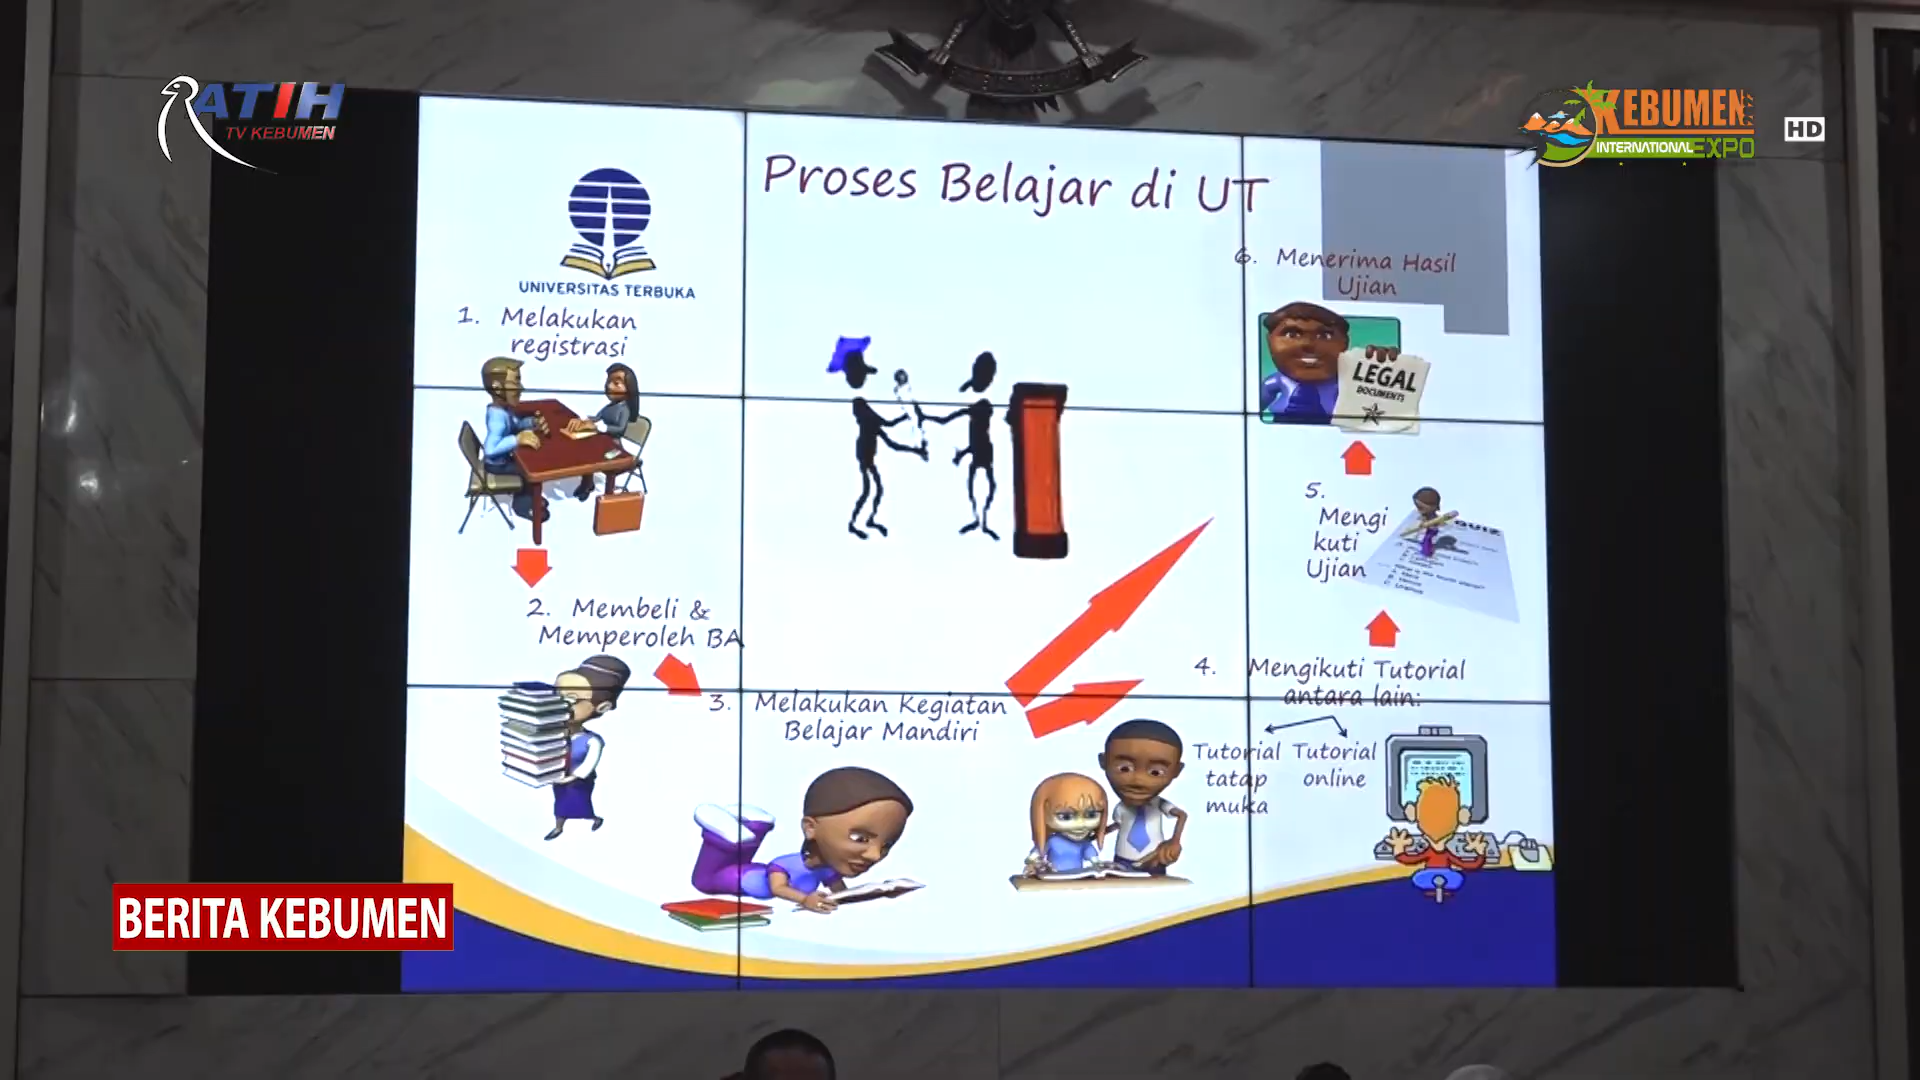 RATIH
TV KEBUMEN
KEBUMEN
INTERNATIONAL EXPO
HD
Proses Belajar di UT
UNIVERSITAS TERBUKA
1. Melakukan
registrasi
2. Membeli &
Memperoleh BA
3. Melakukan Kegiatan
Belajar Mandiri
4. Mengikuti Tutorial
antara lain:
Tutorial
tatap
muka
Tutorial
online
5.
Mengi
kuti
Ujian
QUIZ
6. Menerima Hasil
Ujian
LEGAL
DOCUMENTS
BERITA KEBUMEN